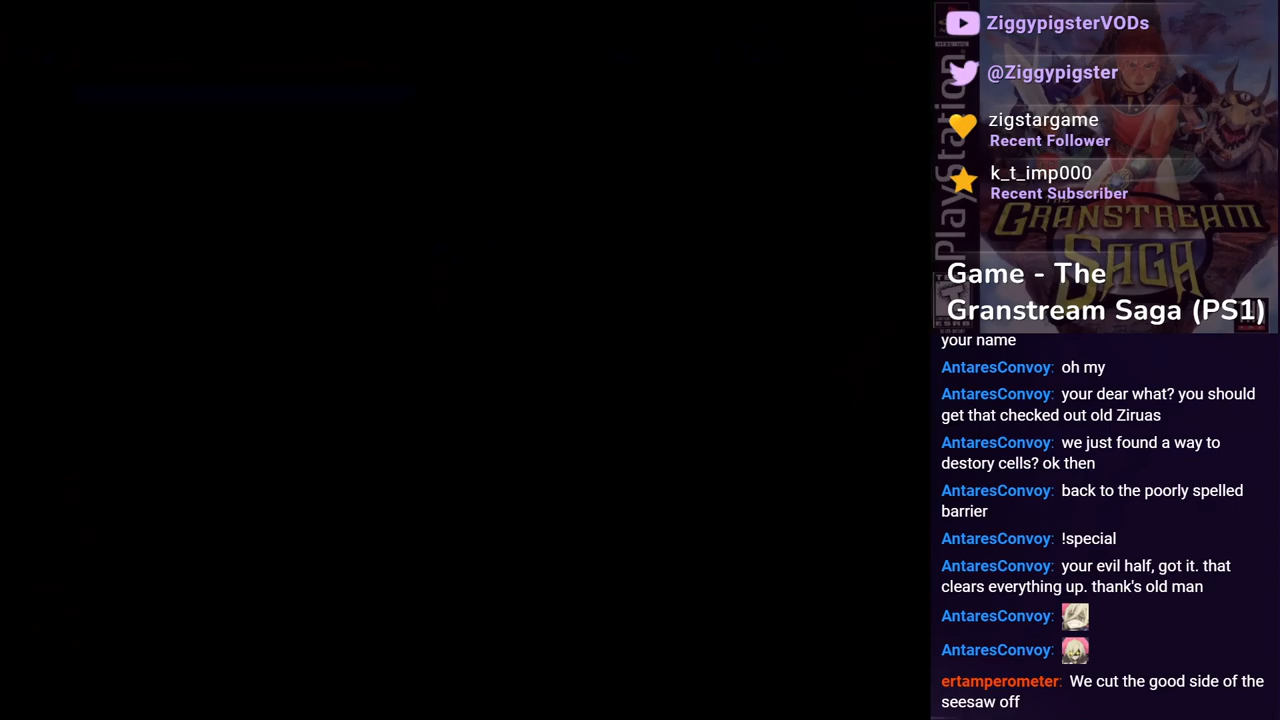 ZiggypigsterVODs
@Ziggypigster
zigstargame
Recent Follower
k_t_imp000
Recent Subscriber
PlayStation
THE
GRANSTREAM
SAGA
Game - The
Granstream Saga (PS1)
your name
AntaresConvoy: oh my
AntaresConvoy: your dear what? you should
get that checked out old Ziruas
AntaresConvoy: we just found a way to
destory cells? ok then
AntaresConvoy: back to the poorly spelled
barrier
AntaresConvoy: !special
AntaresConvoy: your evil half, got it. that
clears everything up. thank's old man
AntaresConvoy:
AntaresConvoy:
ertamperometer: We cut the good side of the
seesaw off